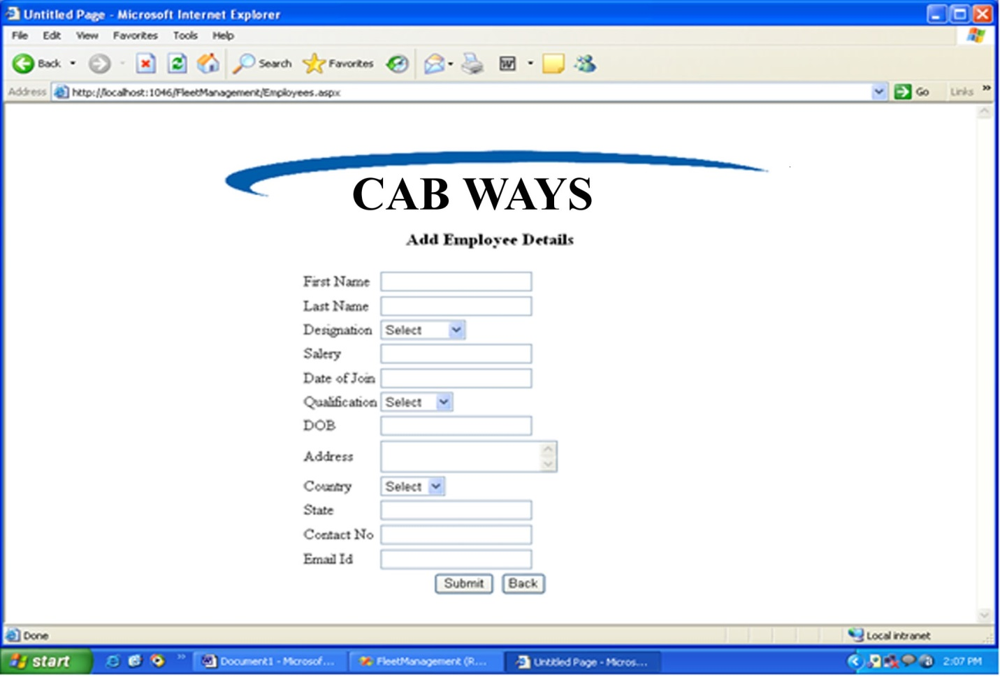 Untitled Page - Microsoft Internet Explorer
File Edit View Favorites Tools Help
Back Search Favorites
Address http://localhost:1046/FleetManagement/Employees.aspx Go Links »
CAB WAYS
Add Employee Details
First Name
Last Name
Designation Select
Salery
Date of Join
Qualification Select
DOB
Address
Country Select
State
Contact No
Email Id
Submit Back
Done Local intranet
start » Document1 - Microsof... FleetManagement (R... Untitled Page - Micros... 2:07 PM